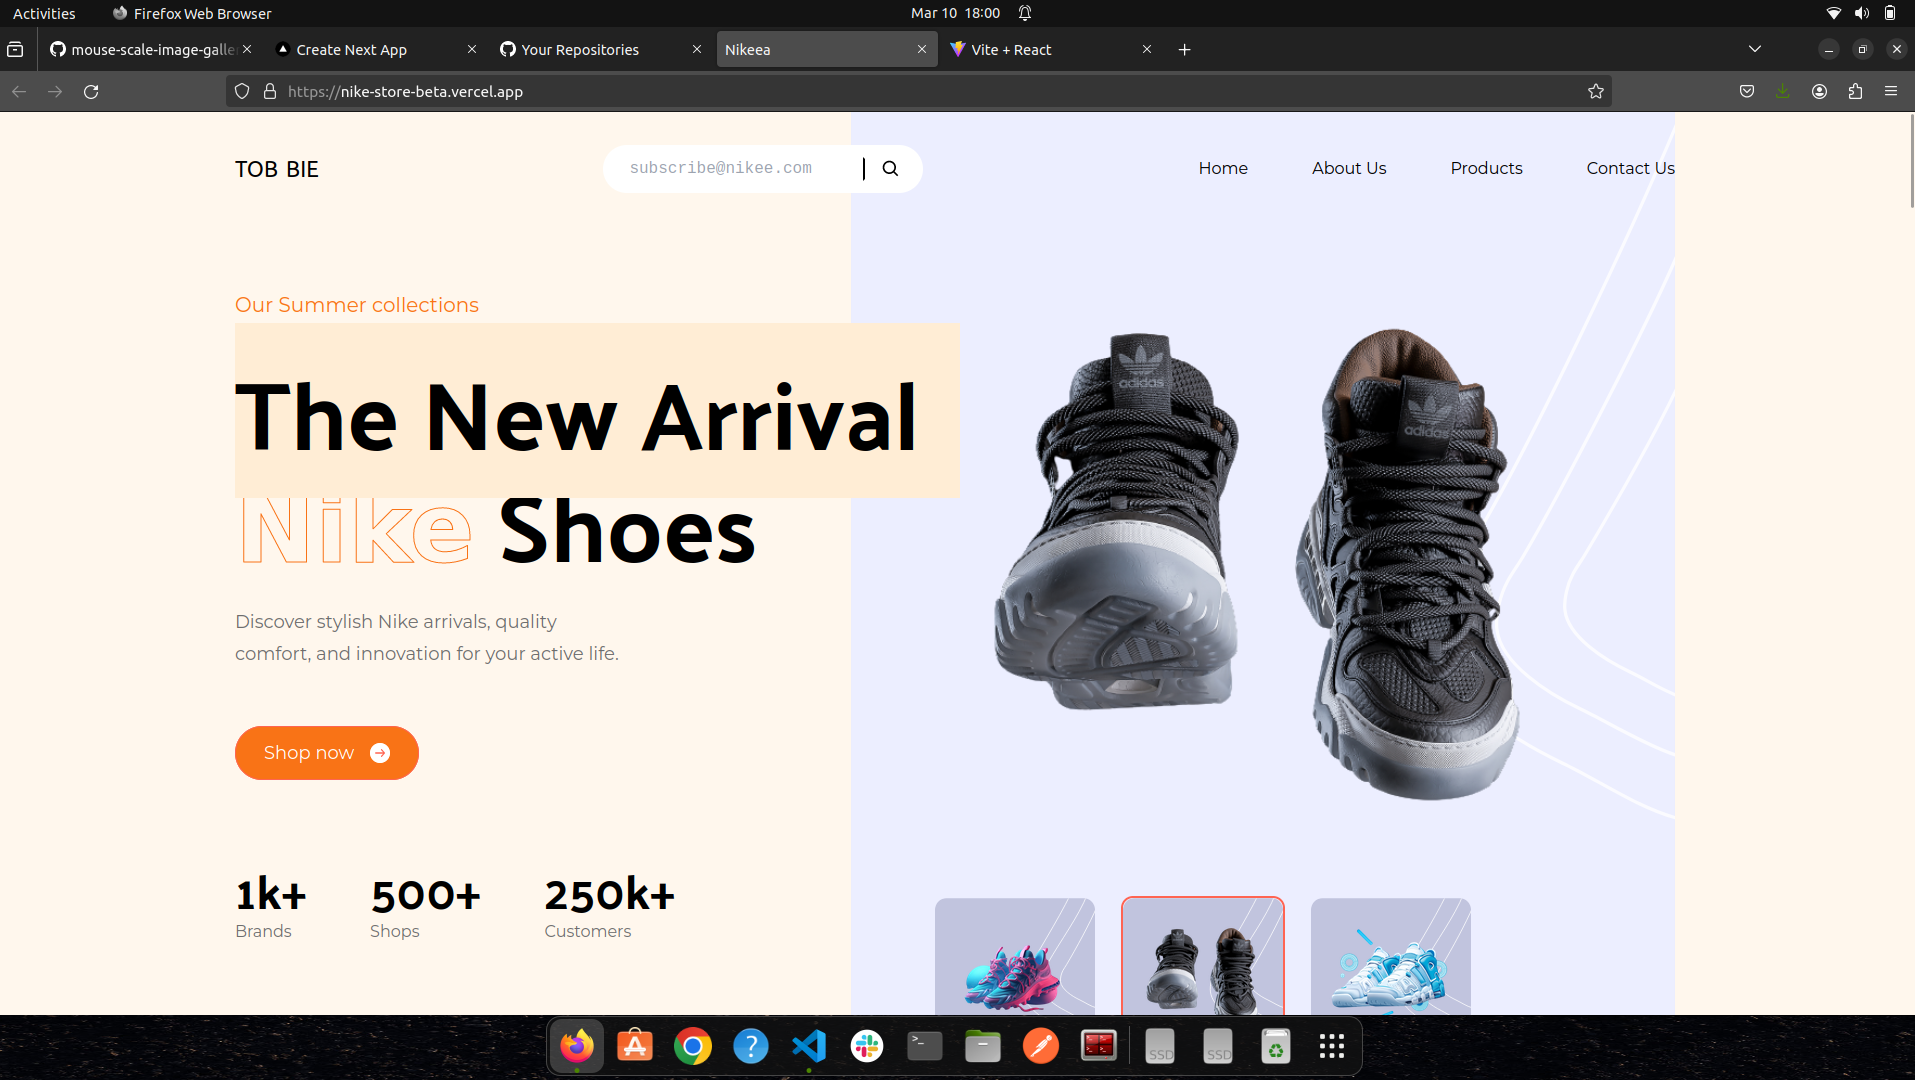 Activities
Firefox Web Browser
Mar 10 18:00
mouse-scale-image-galle
Create Next App
Your Repositories
Nikeea
Vite + React
https://nike-store-beta.vercel.app
TOB BIE
subscribe@nikee.com
Home
About Us
Products
Contact Us
Our Summer collections
The New Arrival
Nike Shoes
adidas
adidas
Discover stylish Nike arrivals, quality
comfort, and innovation for your active life.
Shop now
1k+
500+
250k+
Brands
Shops
Customers
SSD
SSD